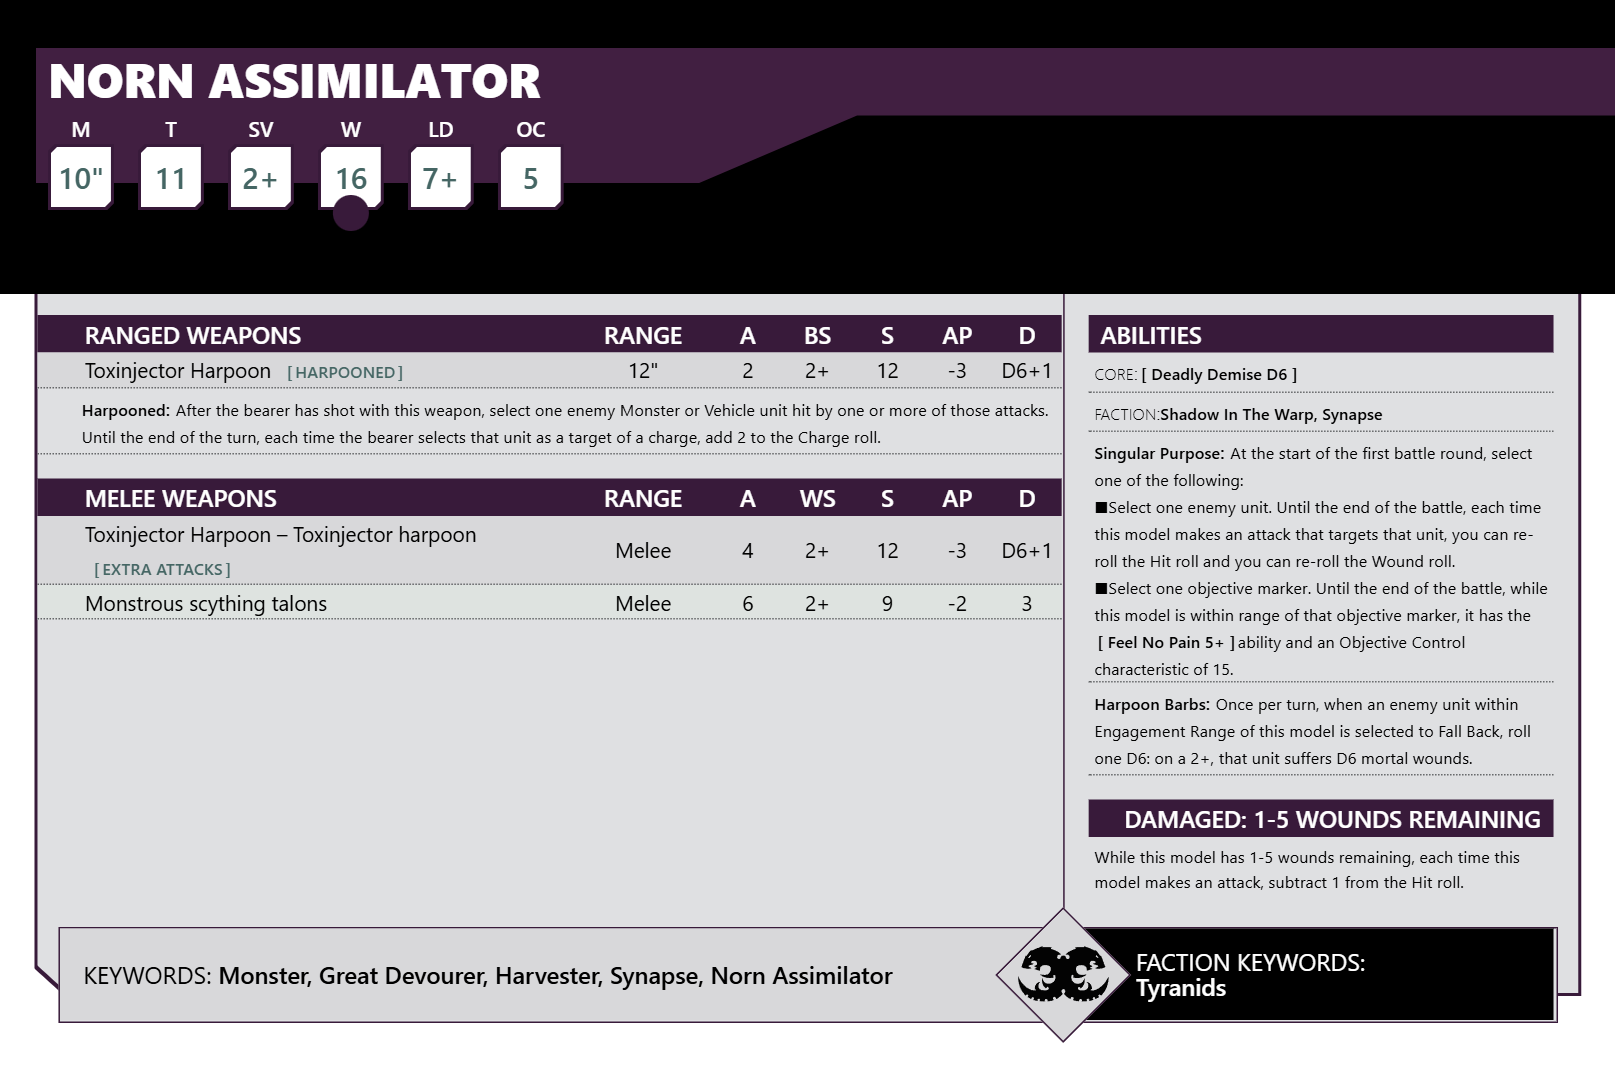 NORN ASSIMILATOR
M T SV W LD OC
10" 11 2+ 16 7+ 5
RANGED WEAPONS RANGE A BS S AP D
Toxinjector Harpoon [HARPOONED] 12" 2 2+ 12 -3 D6+1
Harpooned: After the bearer has shot with this weapon, select one enemy Monster or Vehicle unit hit by one or more of those attacks.
Until the end of the turn, each time the bearer selects that unit as a target of a charge, add 2 to the Charge roll.
MELEE WEAPONS RANGE A WS S AP D
Toxinjector Harpoon – Toxinjector harpoon
[EXTRA ATTACKS] Melee 4 2+ 12 -3 D6+1
Monstrous scything talons Melee 6 2+ 9 -2 3
ABILITIES
CORE: [ Deadly Demise D6 ]
FACTION:Shadow In The Warp, Synapse
Singular Purpose: At the start of the first battle round, select
one of the following:
■Select one enemy unit. Until the end of the battle, each time
this model makes an attack that targets that unit, you can re-
roll the Hit roll and you can re-roll the Wound roll.
■Select one objective marker. Until the end of the battle, while
this model is within range of that objective marker, it has the
[ Feel No Pain 5+ ] ability and an Objective Control
characteristic of 15.
Harpoon Barbs: Once per turn, when an enemy unit within
Engagement Range of this model is selected to Fall Back, roll
one D6: on a 2+, that unit suffers D6 mortal wounds.
DAMAGED: 1-5 WOUNDS REMAINING
While this model has 1-5 wounds remaining, each time this
model makes an attack, subtract 1 from the Hit roll.
KEYWORDS: Monster, Great Devourer, Harvester, Synapse, Norn Assimilator
FACTION KEYWORDS:
Tyranids